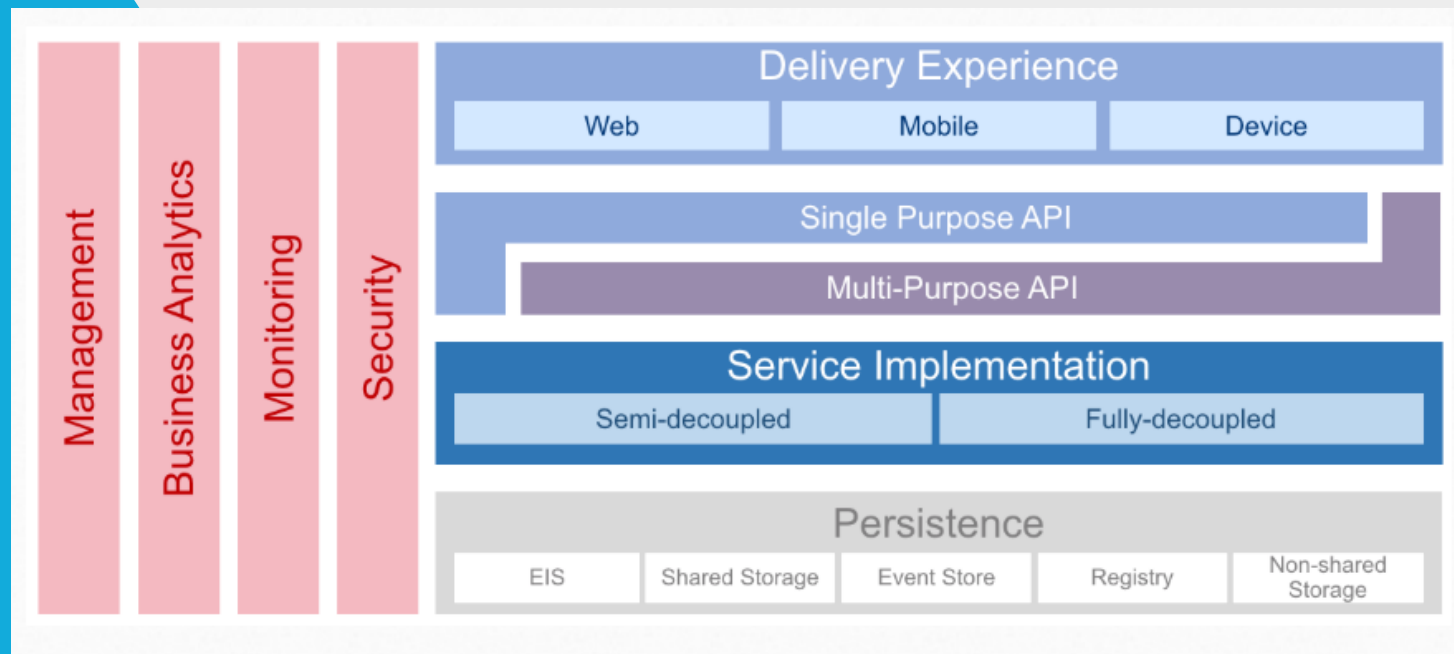 Management
Business Analytics
Monitoring
Security
Delivery Experience
Web
Mobile
Device
Single Purpose API
Multi-Purpose API
Service Implementation
Semi-decoupled
Fully-decoupled
Persistence
EIS
Shared Storage
Event Store
Registry
Non-shared
Storage